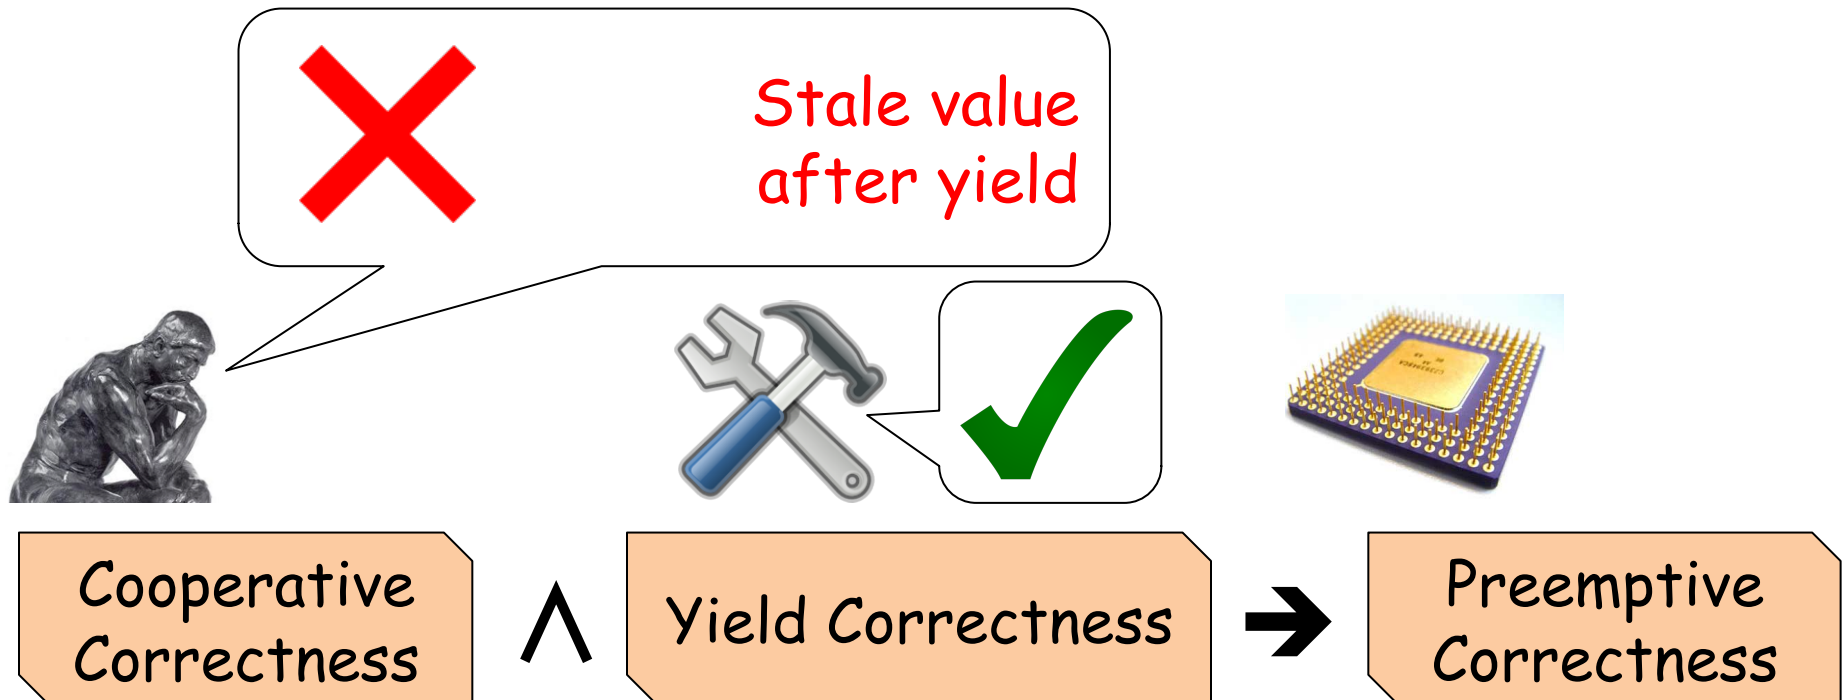 Stale value
after yield
Cooperative
Correctness
∧
Yield Correctness
➔
Preemptive
Correctness